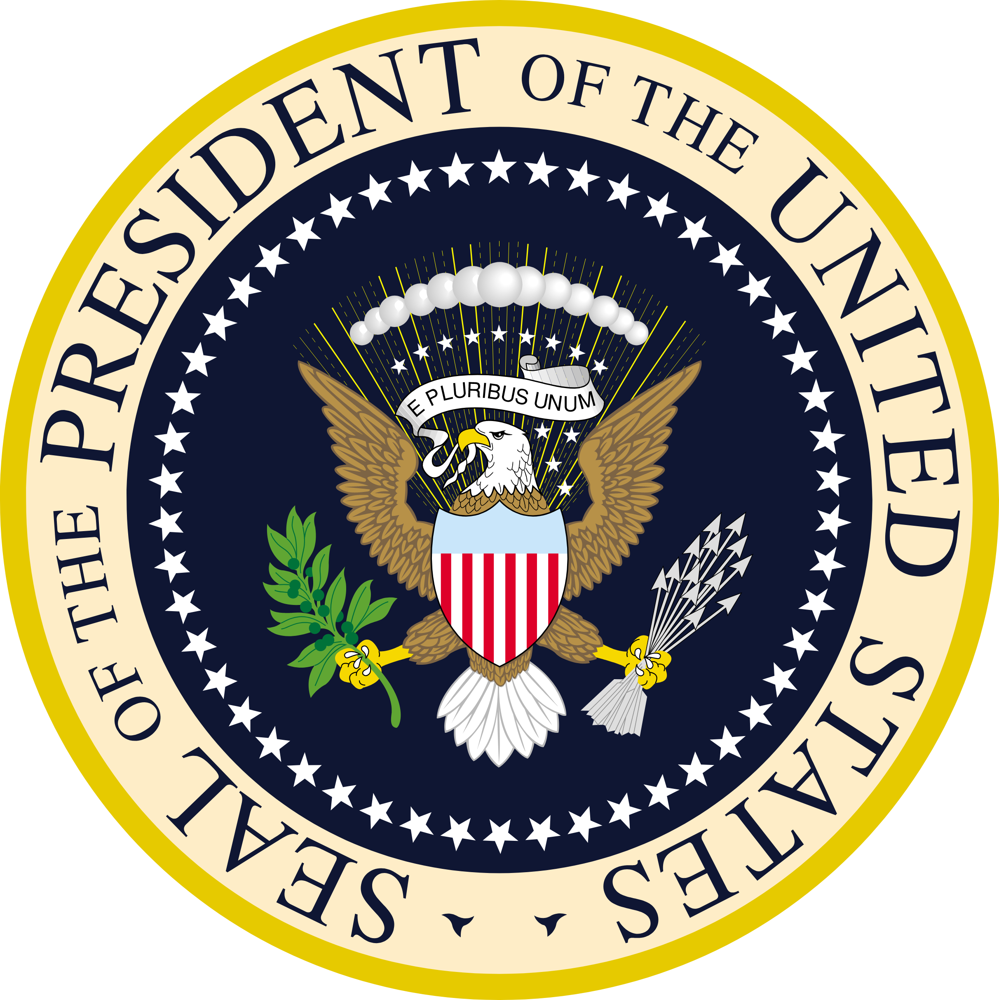 SEAL OF THE PRESIDENT OF THE UNITED STATES
E PLURIBUS UNUM